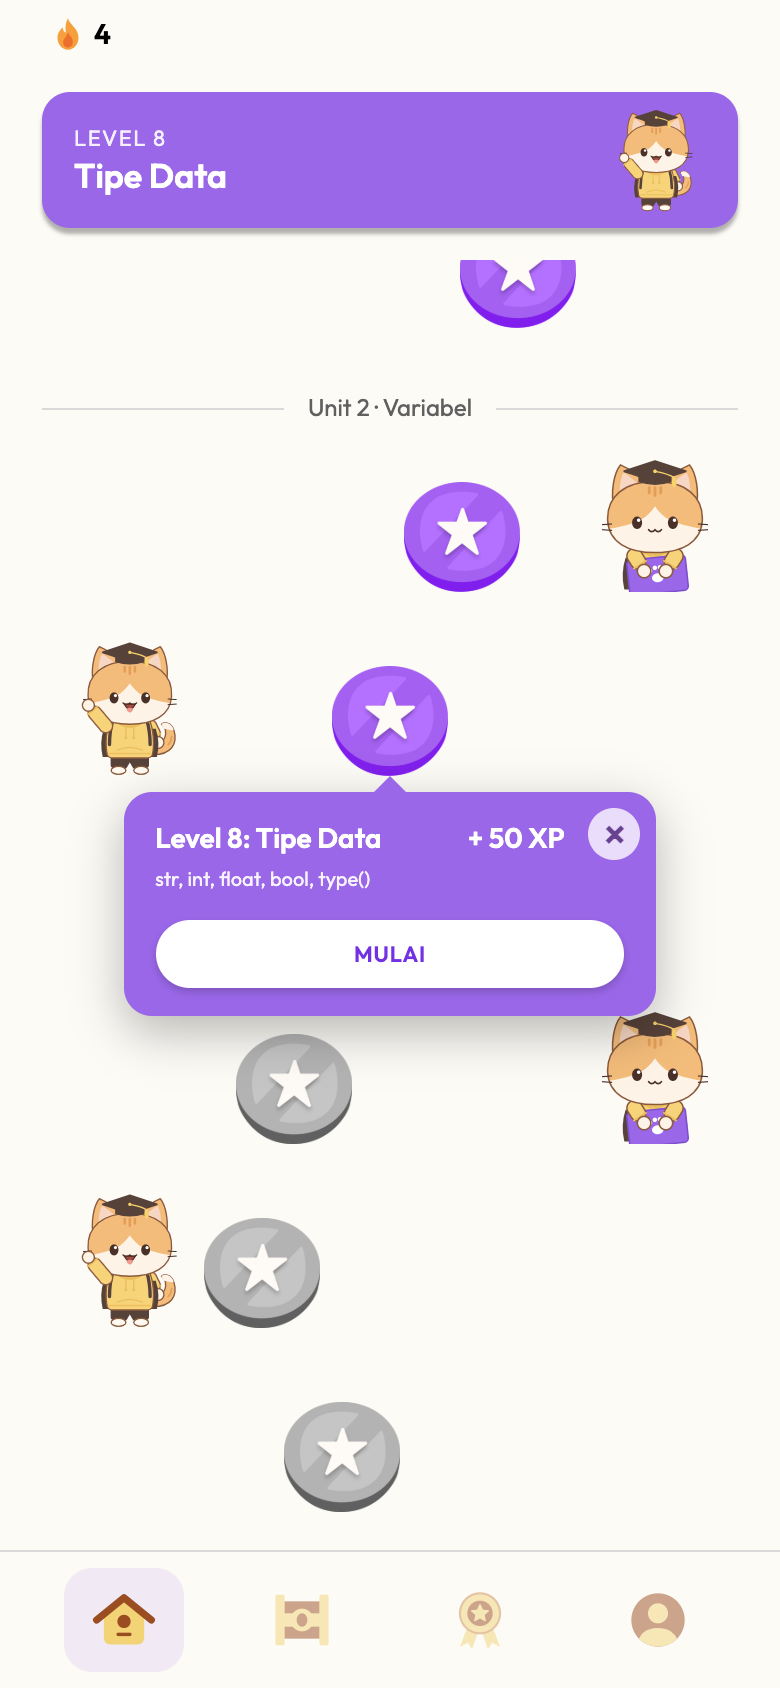 4
LEVEL 8
Tipe Data
Unit 2 · Variabel
Level 8: Tipe Data + 50 XP
str, int, float, bool, type()
MULAI